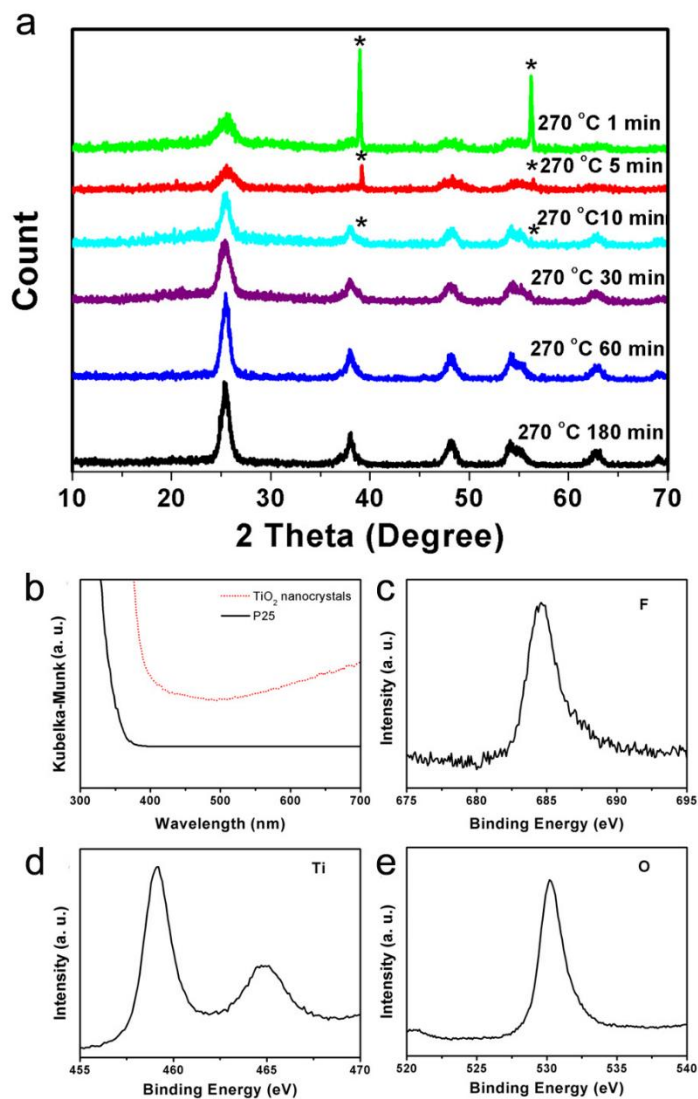 a
*
*
270 °C 1 min
*
*
270 °C 5 min
*
*
270 °C10 min
270 °C 30 min
270 °C 60 min
270 °C 180 min
Count
10 20 30 40 50 60 70
2 Theta (Degree)
b
TiO₂ nanocrystals
P25
Kubelka-Munk (a. u.)
300 400 500 600 700
Wavelength (nm)
c
F
Intensity (a. u.)
675 680 685 690 695
Binding Energy (eV)
d
Ti
Intensity (a. u.)
455 460 465 470
Binding Energy (eV)
e
O
Intensity (a. u.)
520 525 530 535 540
Binding Energy (eV)